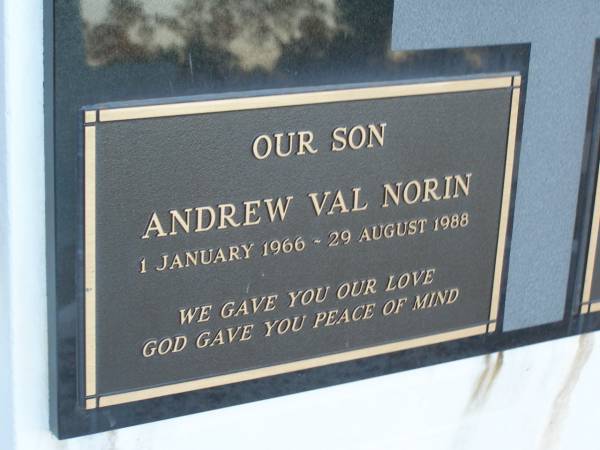 OUR SON
ANDREW VAL NORIN
1 JANUARY 1966 ~ 29 AUGUST 1988
WE GAVE YOU OUR LOVE
GOD GAVE YOU PEACE OF MIND